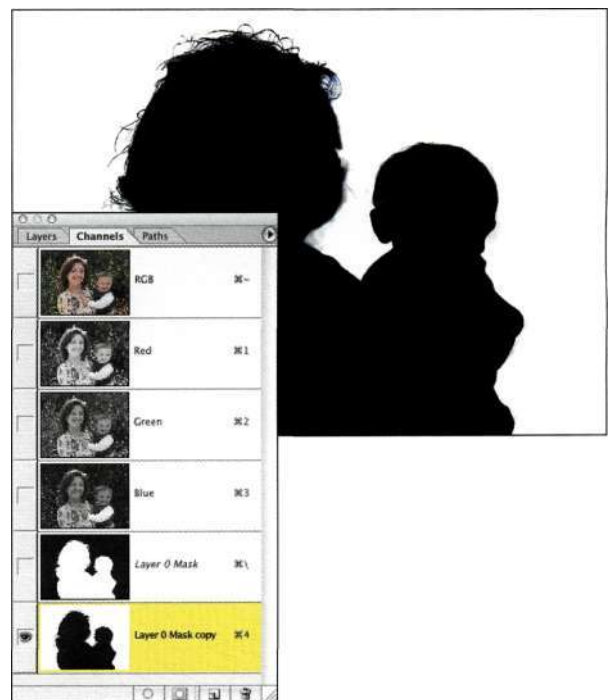 Layers Channels Paths
RGB ⌘~
Red ⌘1
Green ⌘2
Blue ⌘3
Layer 0 Mask ⌘\
Layer 0 Mask copy ⌘4